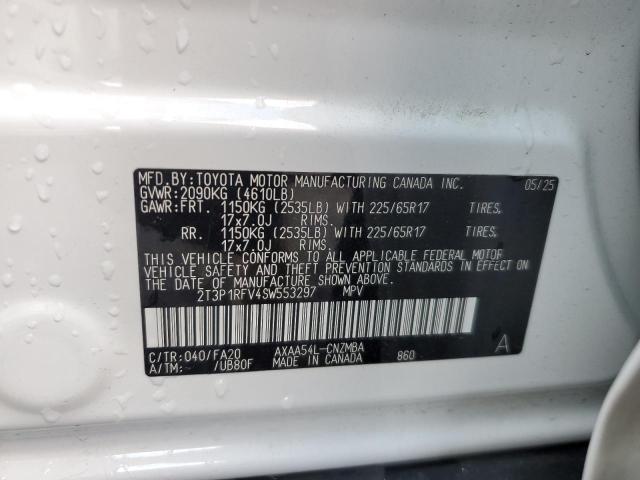 MFD.BY:TOYOTA MOTOR MANUFACTURING CANADA INC. 05/25
GVWR:2090KG (4610LB)
GAWR:FRT. 1150KG (2535LB) WITH 225/65R17 TIRES,
17x7.0J RIMS.
RR. 1150KG (2535LB) WITH 225/65R17 TIRES,
17x7.0J RIMS.
THIS VEHICLE CONFORMS TO ALL APPLICABLE FEDERAL MOTOR
VEHICLE SAFETY AND THEFT PREVENTION STANDARDS IN EFFECT ON
THE DATE OF MANUFACTURE SHOWN ABOVE.
2T3P1RFV4SW553297 MPV
C/TR:040/FA20 AXAA54L-CNZMBA 860 A
A/TM: /UB80F MADE IN CANADA